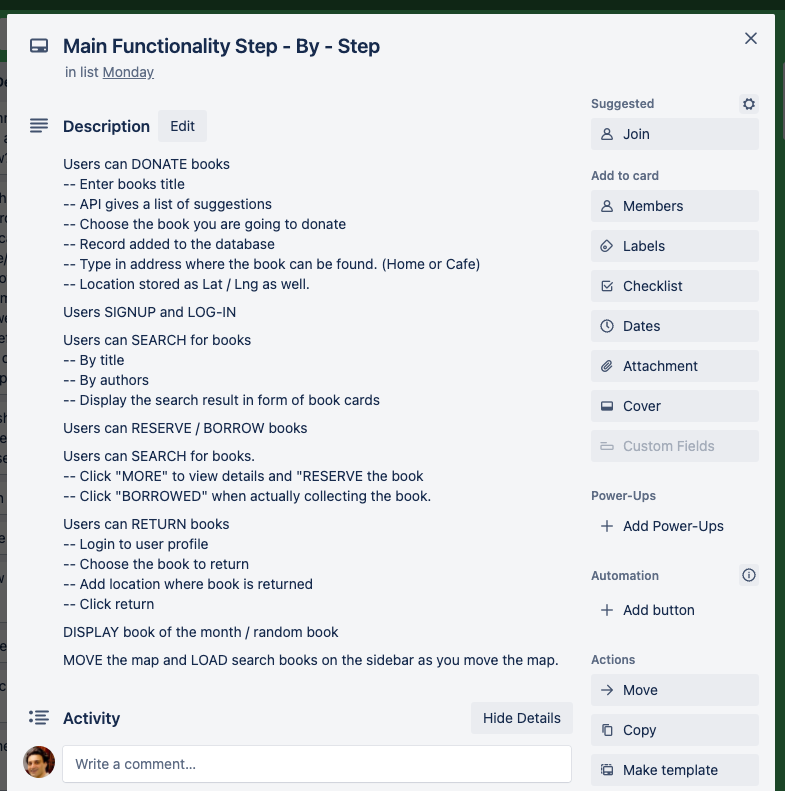 Main Functionality Step - By - Step
in list Monday
Description
Edit
Users can DONATE books
-- Enter books title
-- API gives a list of suggestions
-- Choose the book you are going to donate
-- Record added to the database
-- Type in address where the book can be found. (Home or Cafe)
-- Location stored as Lat / Lng as well.
Users SIGNUP and LOG-IN
Users can SEARCH for books
-- By title
-- By authors
-- Display the search result in form of book cards
Users can RESERVE / BORROW books
Users can SEARCH for books.
-- Click "MORE" to view details and "RESERVE the book
-- Click "BORROWED" when actually collecting the book.
Users can RETURN books
-- Login to user profile
-- Choose the book to return
-- Add location where book is returned
-- Click return
DISPLAY book of the month / random book
MOVE the map and LOAD search books on the sidebar as you move the map.
Activity
Hide Details
Write a comment...
Suggested
Join
Add to card
Members
Labels
Checklist
Dates
Attachment
Cover
Custom Fields
Power-Ups
Add Power-Ups
Automation
Add button
Actions
Move
Copy
Make template